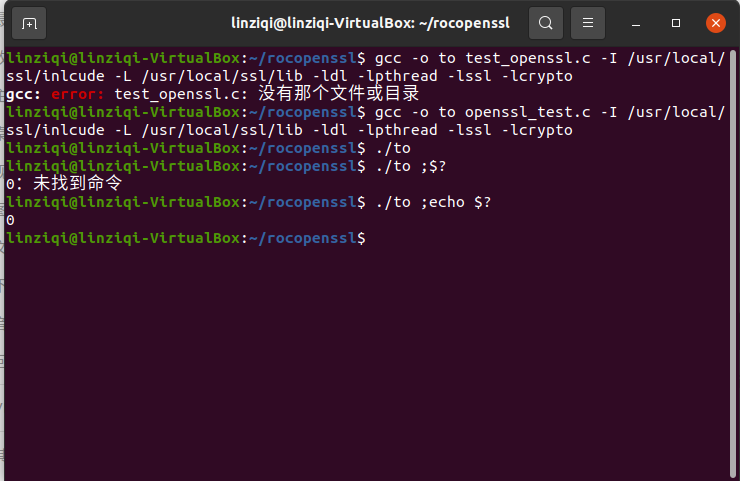 linziqi@linziqi-VirtualBox: ~/rocopenssl
linziqi@linziqi-VirtualBox:~/rocopenssl$ gcc -o to test_openssl.c -I /usr/local/
ssl/inlcude -L /usr/local/ssl/lib -ldl -lpthread -lssl -lcrypto
gcc: error: test_openssl.c: 没有那个文件或目录
linziqi@linziqi-VirtualBox:~/rocopenssl$ gcc -o to openssl_test.c -I /usr/local/
ssl/inlcude -L /usr/local/ssl/lib -ldl -lpthread -lssl -lcrypto
linziqi@linziqi-VirtualBox:~/rocopenssl$ ./to
linziqi@linziqi-VirtualBox:~/rocopenssl$ ./to ;$?
0：未找到命令
linziqi@linziqi-VirtualBox:~/rocopenssl$ ./to ;echo $?
0
linziqi@linziqi-VirtualBox:~/rocopenssl$